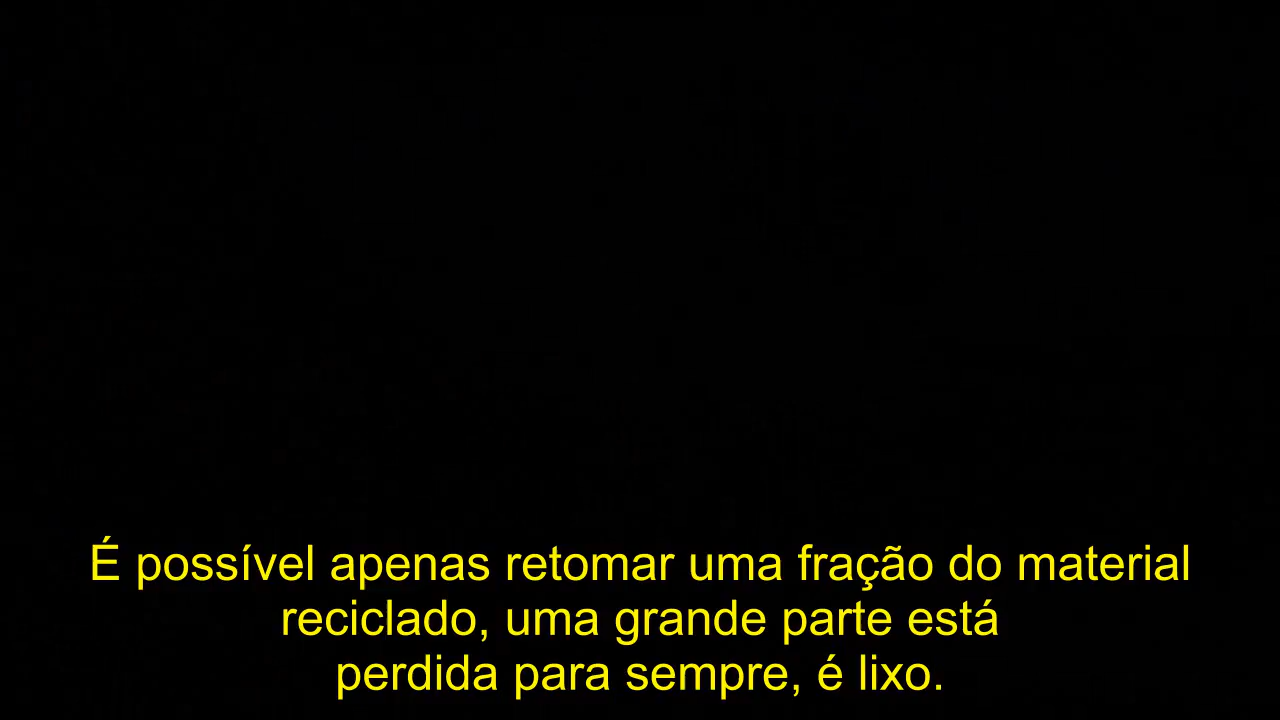 É possível apenas retomar uma fração do material
reciclado, uma grande parte está
perdida para sempre, é lixo.